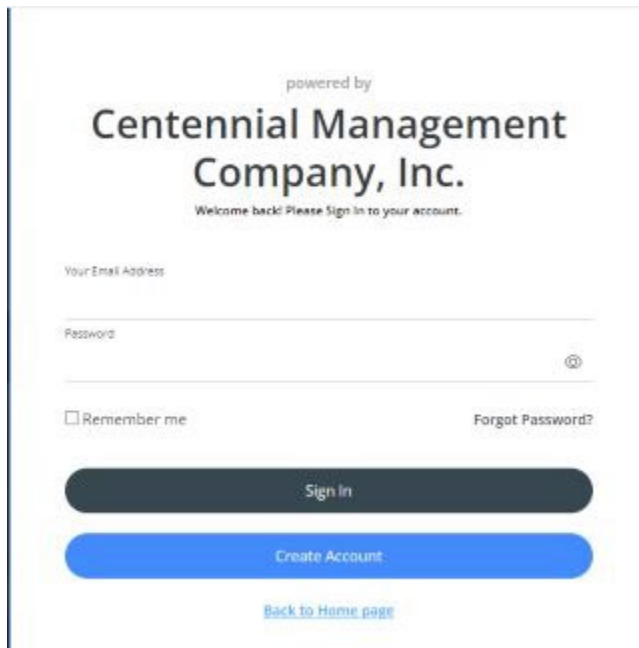 powered by
Centennial Management
Company, Inc.
Welcome back! Please Sign In to your account.
Your Email Address
Password
Remember me
Forgot Password?
Sign In
Create Account
Back to Home page